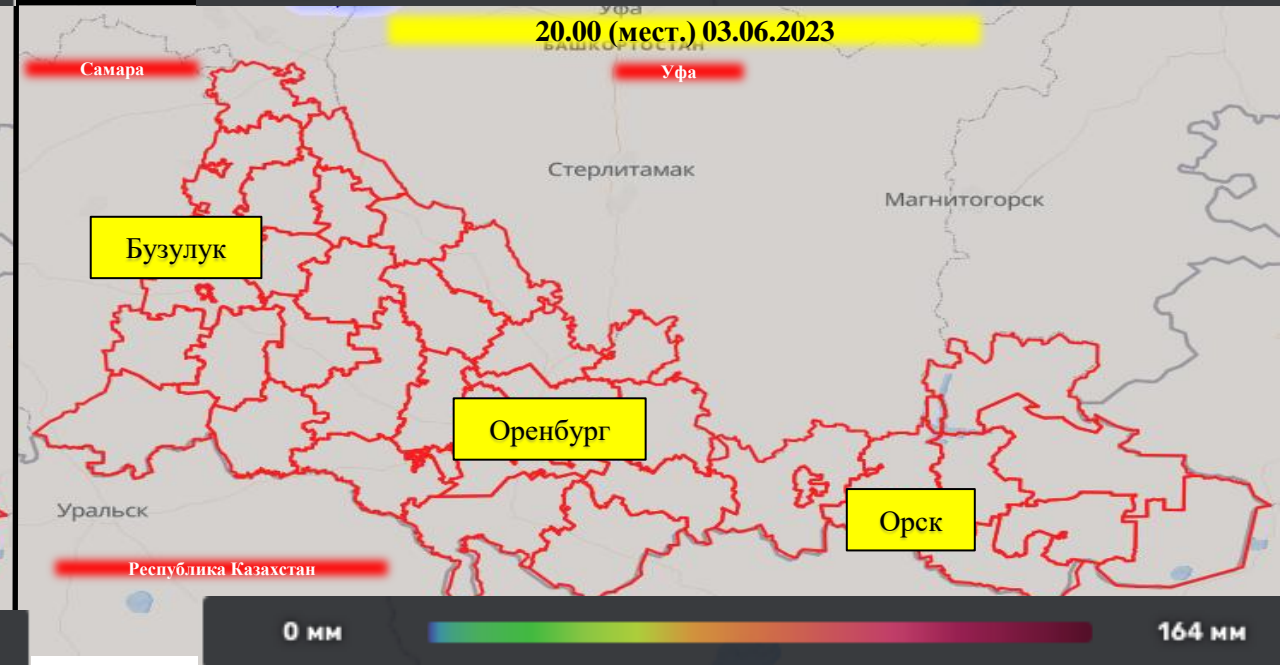 Уфа
20.00 (мест.) 03.06.2023
БАШКОРТОСТАН
Самара
Уфа
Стерлитамак
Магнитогорск
Бузулук
Оренбург
Уральск
Орск
Республика Казахстан
0 мм
164 мм